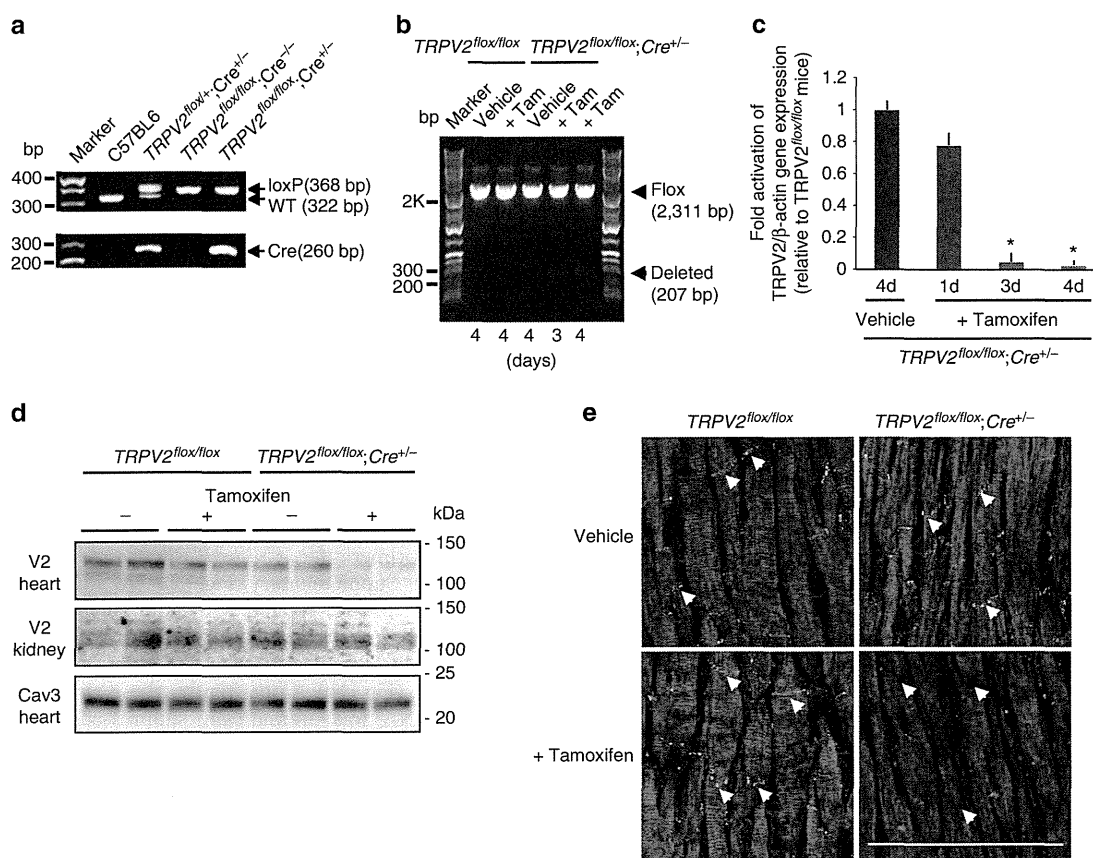 a
bp
Marker
C57BL6
TRPV2flox/+;Cre+/–
TRPV2flox/flox;Cre–/–
TRPV2flox/flox;Cre+/–
400
300
loxP(368 bp)
WT (322 bp)
300
200
Cre(260 bp)
b
TRPV2flox/flox
TRPV2flox/flox;Cre+/–
bp
Marker
Vehicle
+ Tam
Vehicle
+ Tam
+ Tam
2K
300
200
Flox
(2,311 bp)
Deleted
(207 bp)
4 4 4 3 4
(days)
c
Fold activation of
TRPV2/β-actin gene expression
(relative to TRPV2flox/flox mice)
1.2
1
0.8
0.6
0.4
0.2
0
* *
4d 1d 3d 4d
Vehicle + Tamoxifen
TRPV2flox/flox;Cre+/–
d
TRPV2flox/flox TRPV2flox/flox;Cre+/–
Tamoxifen
– + – + kDa
V2
heart
- 150
- 100
V2
kidney
- 150
- 100
Cav3
heart
- 25
- 20
e
TRPV2flox/flox TRPV2flox/flox;Cre+/–
Vehicle
+ Tamoxifen